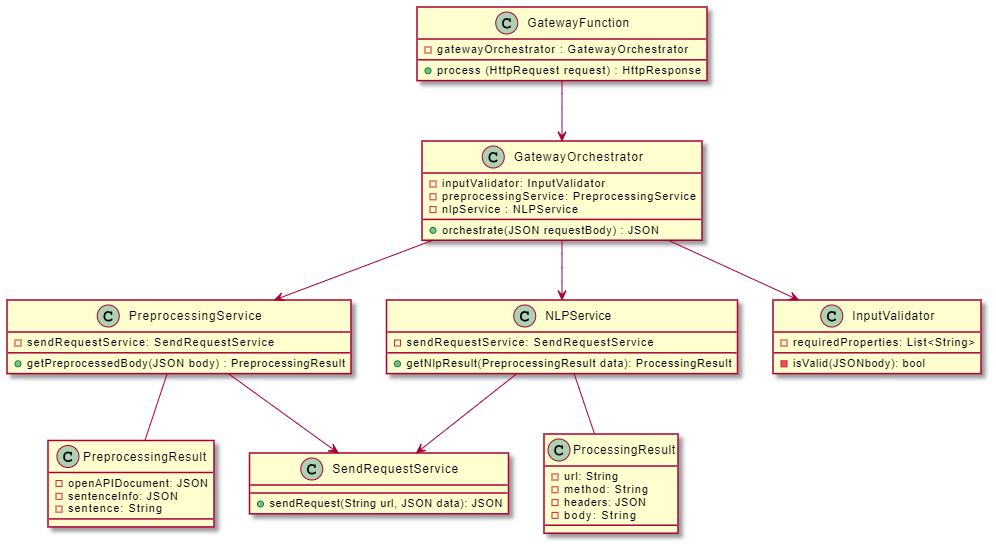 C GatewayFunction
gatewayOrchestrator : GatewayOrchestrator
process (HttpRequest request) : HttpResponse
C GatewayOrchestrator
inputValidator: InputValidator
preprocessingService: PreprocessingService
nlpService : NLPService
orchestrate(JSON requestBody) : JSON
C PreprocessingService
sendRequestService: SendRequestService
getPreprocessedBody(JSON body) : PreprocessingResult
C NLPService
sendRequestService: SendRequestService
getNlpResult(PreprocessingResult data): ProcessingResult
C InputValidator
requiredProperties: List<String>
isValid(JSONbody): bool
C PreprocessingResult
openAPIDocument: JSON
sentenceInfo: JSON
sentence: String
C SendRequestService
sendRequest(String url, JSON data): JSON
C ProcessingResult
url: String
method: String
headers: JSON
body: String